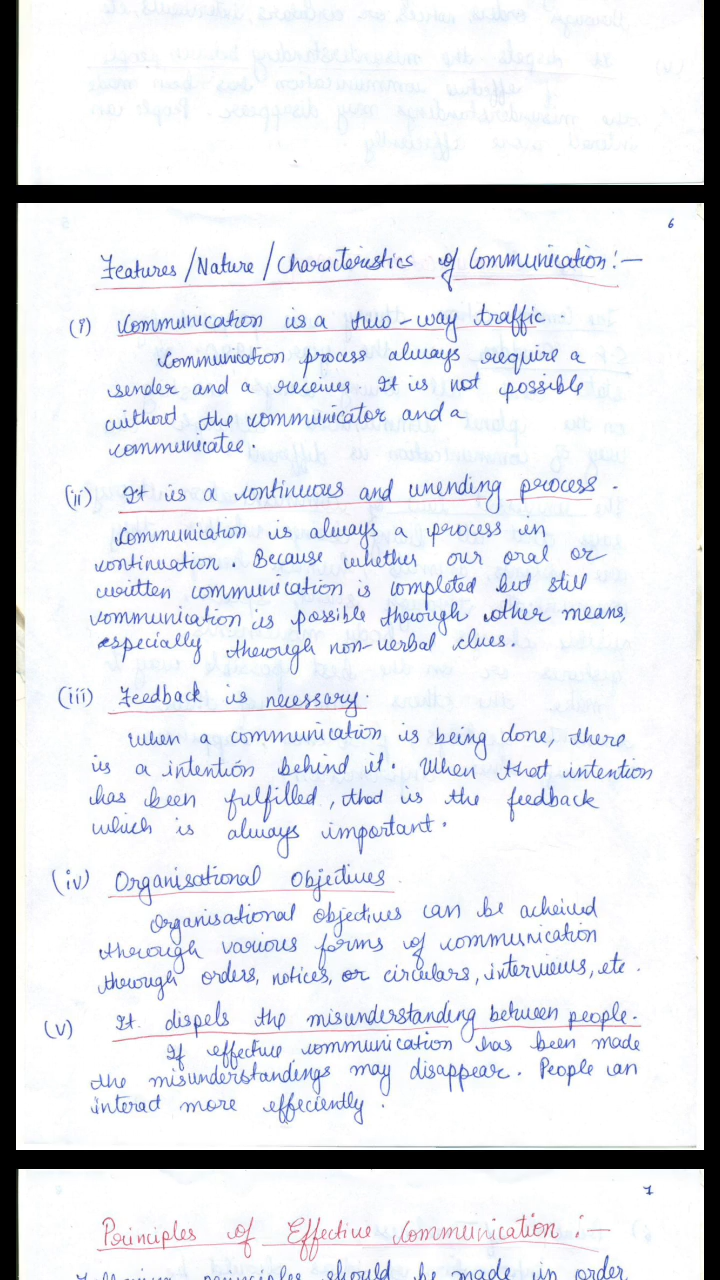 6
Features /Nature / Characteristics of Communication :-
(i) Communication is a two-way traffic.
Communication process always require a
sender and a receiver. It is not possible
without the communicator and a
communicatee.
(ii) It is a continuous and unending process.
Communication is always a process in
continuation. Because whether our oral or
written communication is completed but still
communication is possible through other means,
especially through non-verbal clues.
(iii) Feedback is necessary.
When a communication is being done, there
is a intention behind it. When that intention
has been fulfilled, that is the feedback
which is always important.
(iv) Organisational Objectives
Organisational objectives can be acheived
through various forms of communication
through orders, notices, or circulars, interviews, etc.
(v) It dispels the misunderstanding between people.
If effective communication has been made
the misunderstandings may disappear. People can
interact more effeciently.
7
Principles of Effective Communication :-
Following principles should be made in order